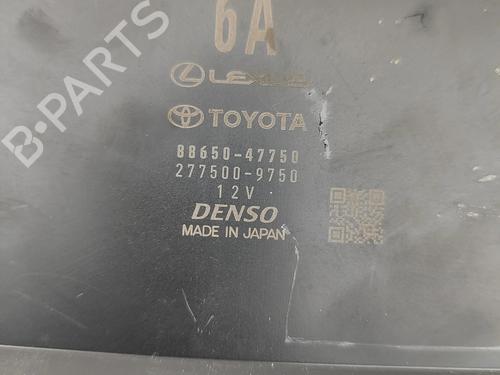 6A
LEXUS
TOYOTA
88650-47750
277500-9750
12V
DENSO
MADE IN JAPAN
B-PARTS